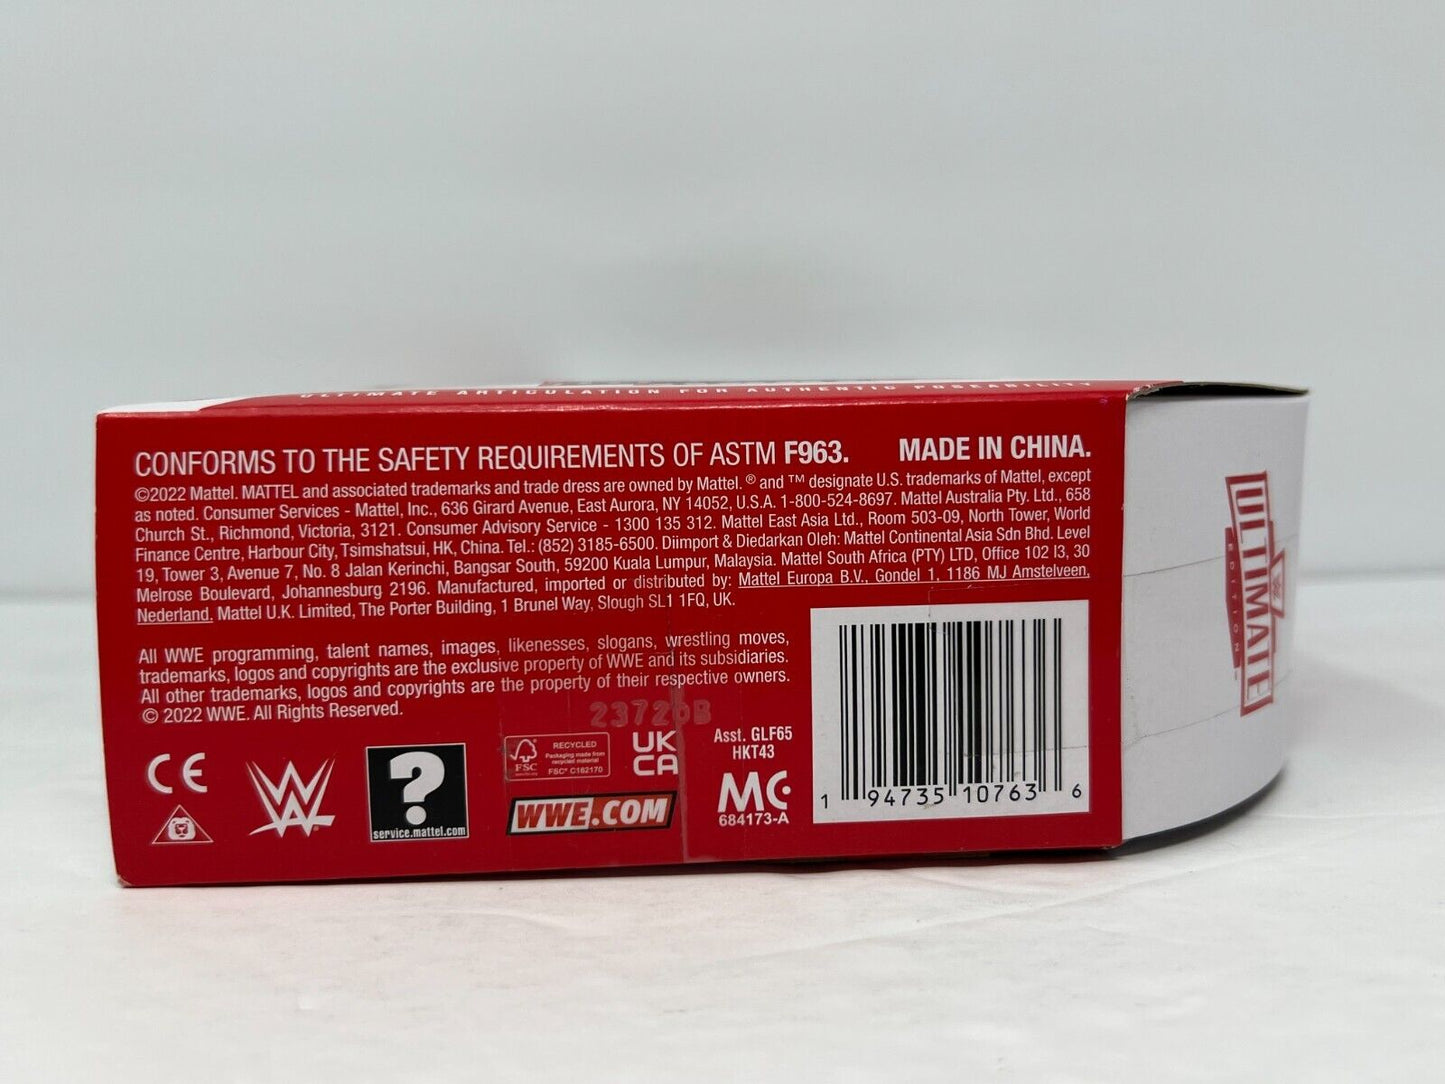 ULTIMATE ARTICULATION FOR AUTHENTIC POSEABILITY
CONFORMS TO THE SAFETY REQUIREMENTS OF ASTM F963. MADE IN CHINA.
©2022 Mattel. MATTEL and associated trademarks and trade dress are owned by Mattel. ® and ™ designate U.S. trademarks of Mattel, except
as noted. Consumer Services - Mattel, Inc., 636 Girard Avenue, East Aurora, NY 14052, U.S.A. 1-800-524-8697. Mattel Australia Pty. Ltd., 658
Church St., Richmond, Victoria, 3121. Consumer Advisory Service - 1300 135 312. Mattel East Asia Ltd., Room 503-09, North Tower, World
Finance Centre, Harbour City, Tsimshatsui, HK, China. Tel.: (852) 3185-6500. Diimport & Diedarkan Oleh: Mattel Continental Asia Sdn Bhd. Level
19, Tower 3, Avenue 7, No. 8 Jalan Kerinchi, Bangsar South, 59200 Kuala Lumpur, Malaysia. Mattel South Africa (PTY) LTD, Office 102 I3, 30
Melrose Boulevard, Johannesburg 2196. Manufactured, imported or distributed by: Mattel Europa B.V., Gondel 1, 1186 MJ Amstelveen,
Nederland. Mattel U.K. Limited, The Porter Building, 1 Brunel Way, Slough SL1 1FQ, UK.
All WWE programming, talent names, images, likenesses, slogans, wrestling moves,
trademarks, logos and copyrights are the exclusive property of WWE and its subsidiaries.
All other trademarks, logos and copyrights are the property of their respective owners.
© 2022 WWE. All Rights Reserved.
CE
W
?
service.mattel.com
FSC
RECYCLED
Packaging made from
recycled material
FSC® C162170
UK
CA
WWE.COM
Asst. GLF65
HKT43
MC
684173-A
1 94735 10763 6
ULTIMATE
EDITION